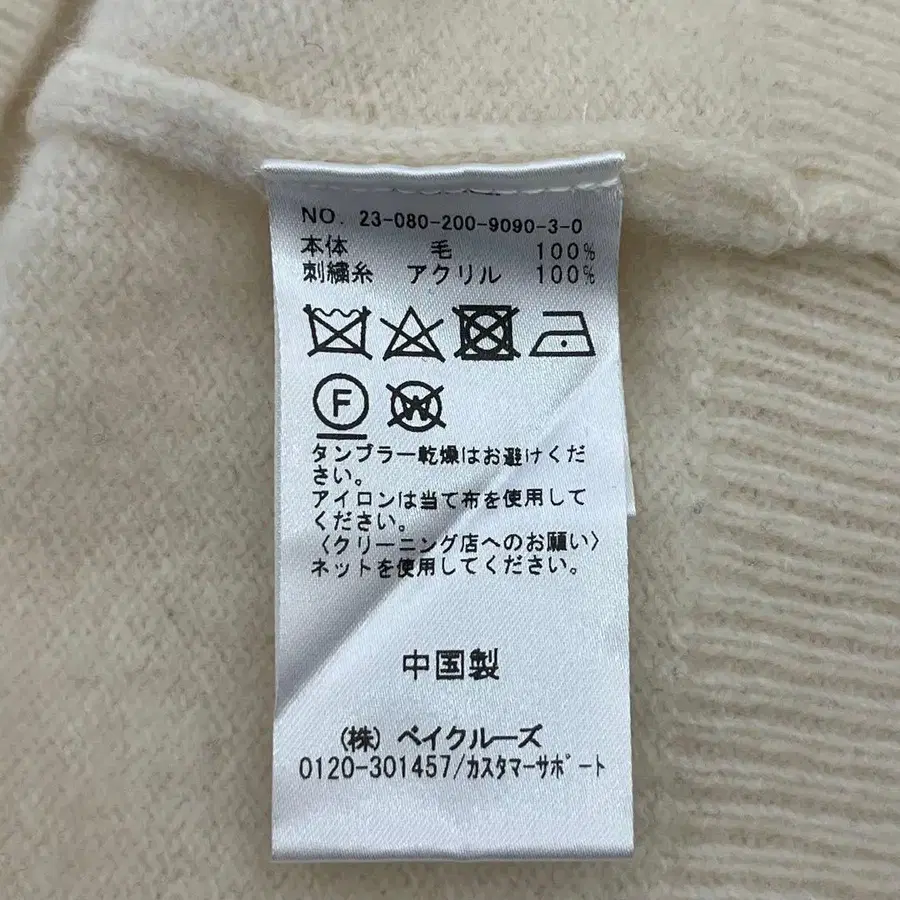 NO. 23-080-200-9090-3-0
本体 毛 100%
刺繍糸 アクリル 100%
F W
タンブラー乾燥はお避けくだ
さい。
アイロンは当て布を使用して
ください。
〈クリーニング店へのお願い〉
ネットを使用してください。
中国製
(株) ベイクルーズ
0120-301457/カスタマーサポート